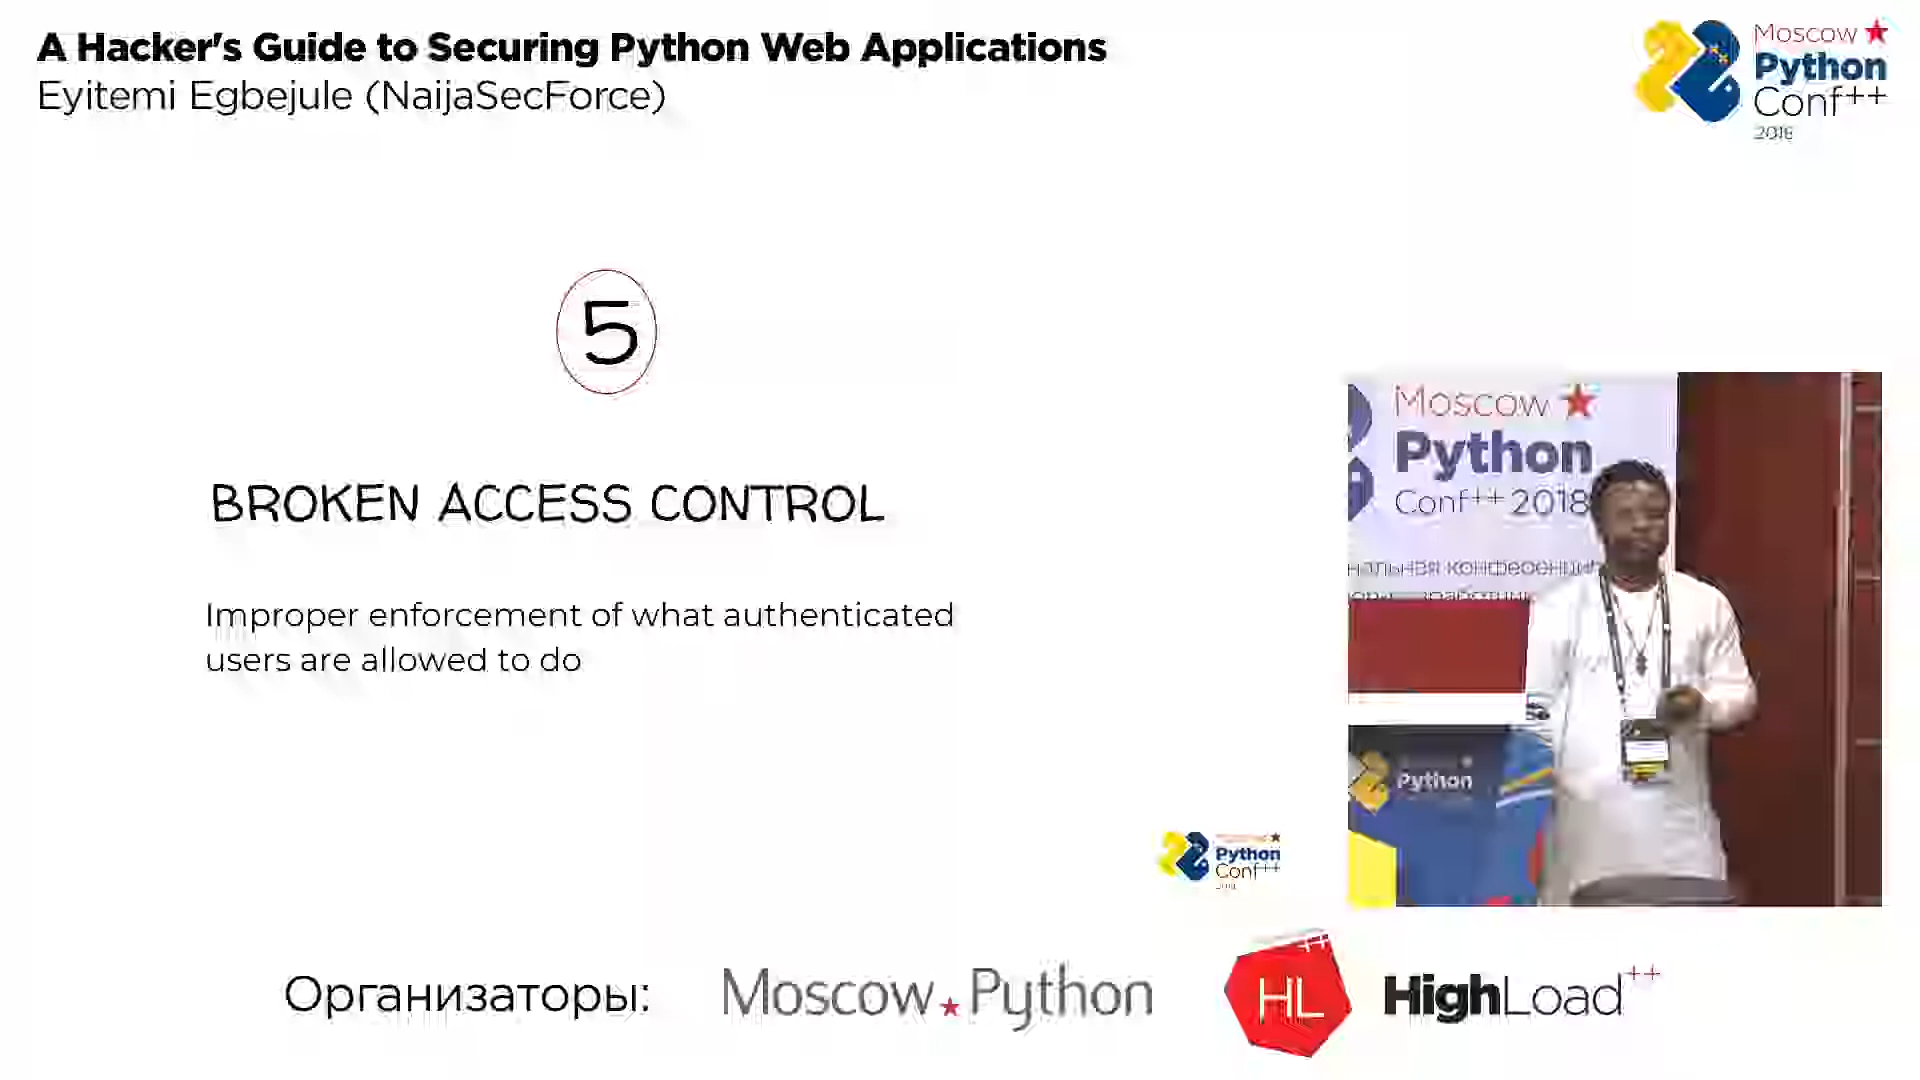 A Hacker's Guide to Securing Python Web Applications
Eyitemi Egbejule (NaijaSecForce)
Moscow
Python
Conf++
2018
5
BROKEN ACCESS CONTROL
Improper enforcement of what authenticated
users are allowed to do
Moscow
Python
Conf++ 2018
Python
Python
Conf++
Организаторы:
Moscow Python
HL
++
HighLoad++